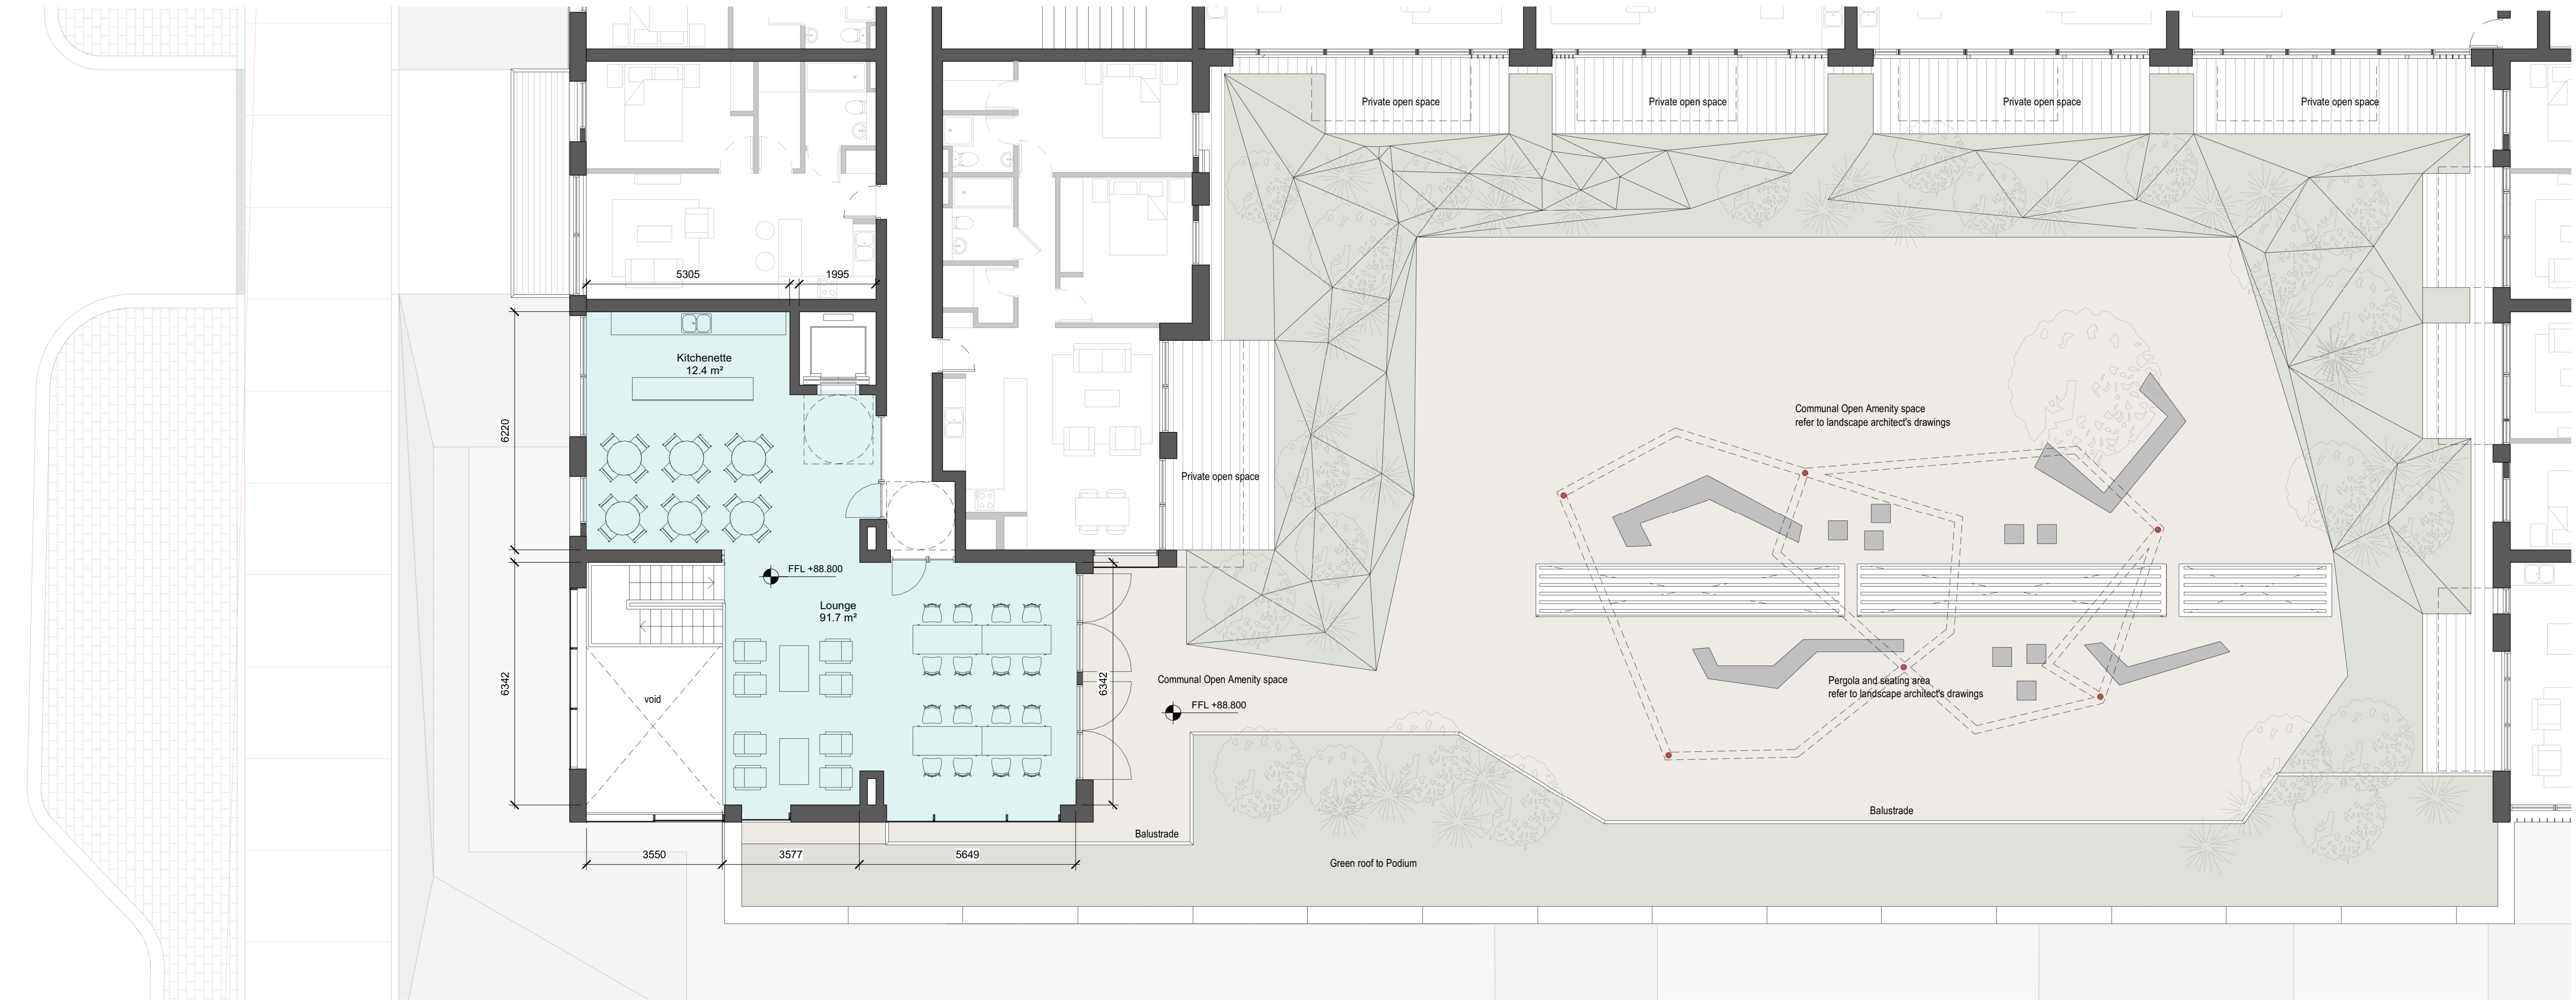 Private open space
Private open space
Private open space
Private open space
5305
1995
Kitchenette
12.4 m²
6220
Communal Open Amenity space
refer to landscape architect's drawings
Private open space
FFL +88.800
Lounge
91.7 m²
6342
void
6342
Communal Open Amenity space
FFL +88.800
Pergola and seating area
refer to landscape architect's drawings
Balustrade
Balustrade
3550
3577
5649
Green roof to Podium